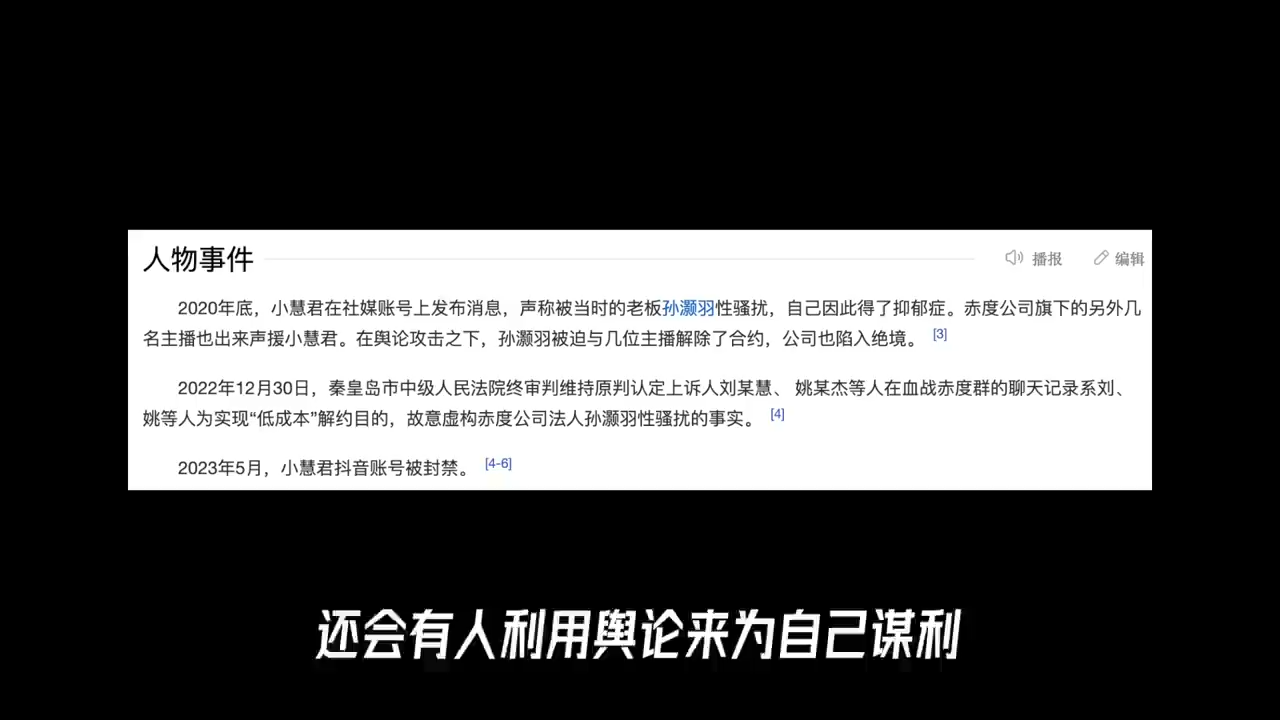 人物事件
播报
编辑
2020年底，小慧君在社媒账号上发布消息，声称被当时的老板孙灏羽性骚扰，自己因此得了抑郁症。赤度公司旗下的另外几
名主播也出来声援小慧君。在舆论攻击之下，孙灏羽被迫与几位主播解除了合约，公司也陷入绝境。 [3]
2022年12月30日，秦皇岛市中级人民法院终审判维持原判认定上诉人刘某慧、姚某杰等人在血战赤度群的聊天记录系刘、
姚等人为实现“低成本”解约目的，故意虚构赤度公司法人孙灏羽性骚扰的事实。 [4]
2023年5月，小慧君抖音账号被封禁。 [4-6]
还会有人利用舆论来为自己谋利